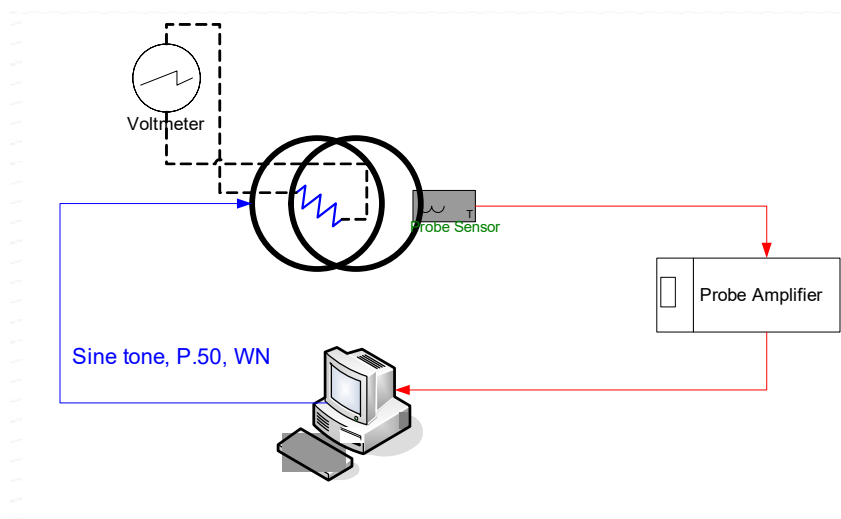 Voltmeter
T
Probe Sensor
Probe Amplifier
Sine tone, P.50, WN